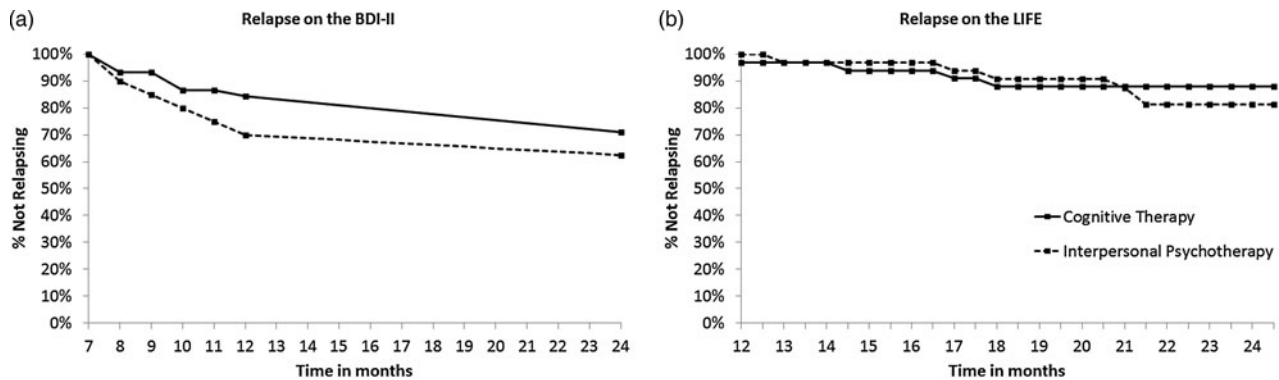 (a)
Relapse on the BDI-II
100%
90%
80%
70%
60%
50%
40%
30%
20%
10%
0%
% Not Relapsing
7 8 9 10 11 12 13 14 15 16 17 18 19 20 21 22 23 24
Time in months
(b)
Relapse on the LIFE
100%
90%
80%
70%
60%
50%
40%
30%
20%
10%
0%
% Not Relapsing
Cognitive Therapy
Interpersonal Psychotherapy
12 13 14 15 16 17 18 19 20 21 22 23 24
Time in months